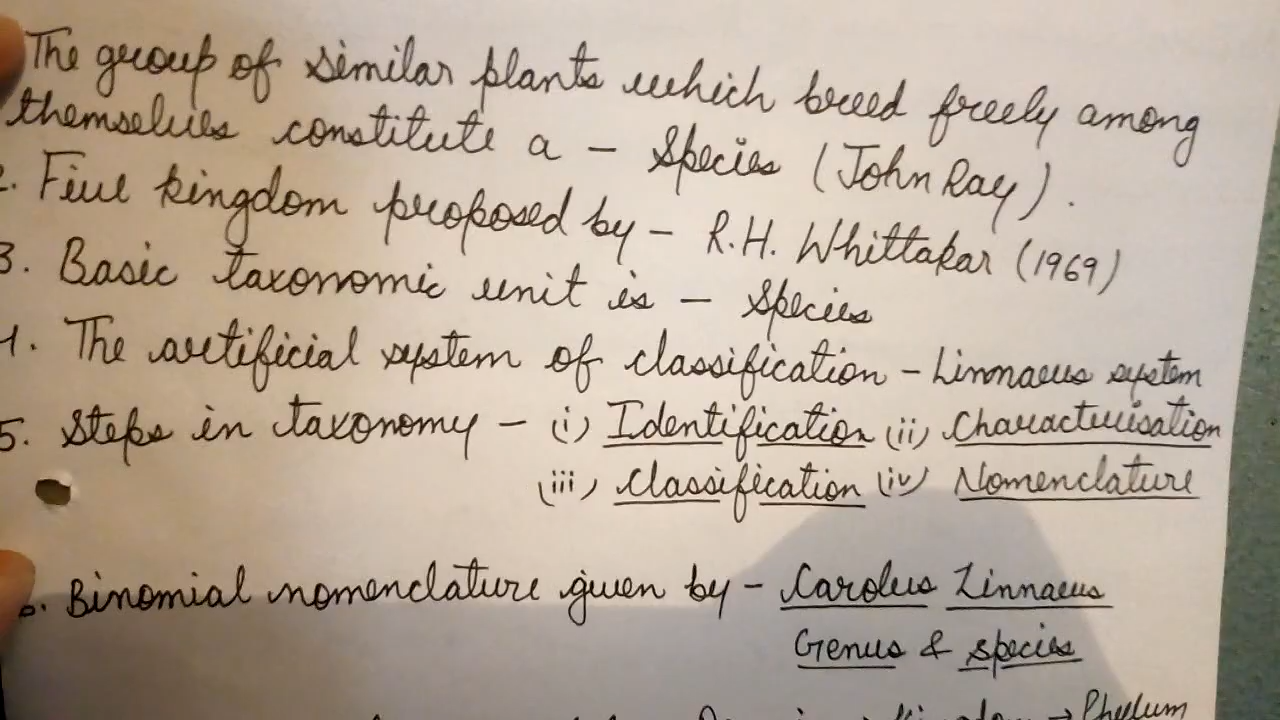 The group of similar plants which breed freely among
themselves constitute a - Species (John Ray).
2. Five kingdom proposed by - R.H. Whittakar (1969)
3. Basic taxonomic unit is - Species
4. The artificial system of classification - Linnaeus system
5. Steps in taxonomy - (i) Identification (ii) Characterisation
(iii) Classification (iv) Nomenclature
6. Binomial nomenclature given by - Carolus Linnaeus
Genus & species
kingdom → Phylum